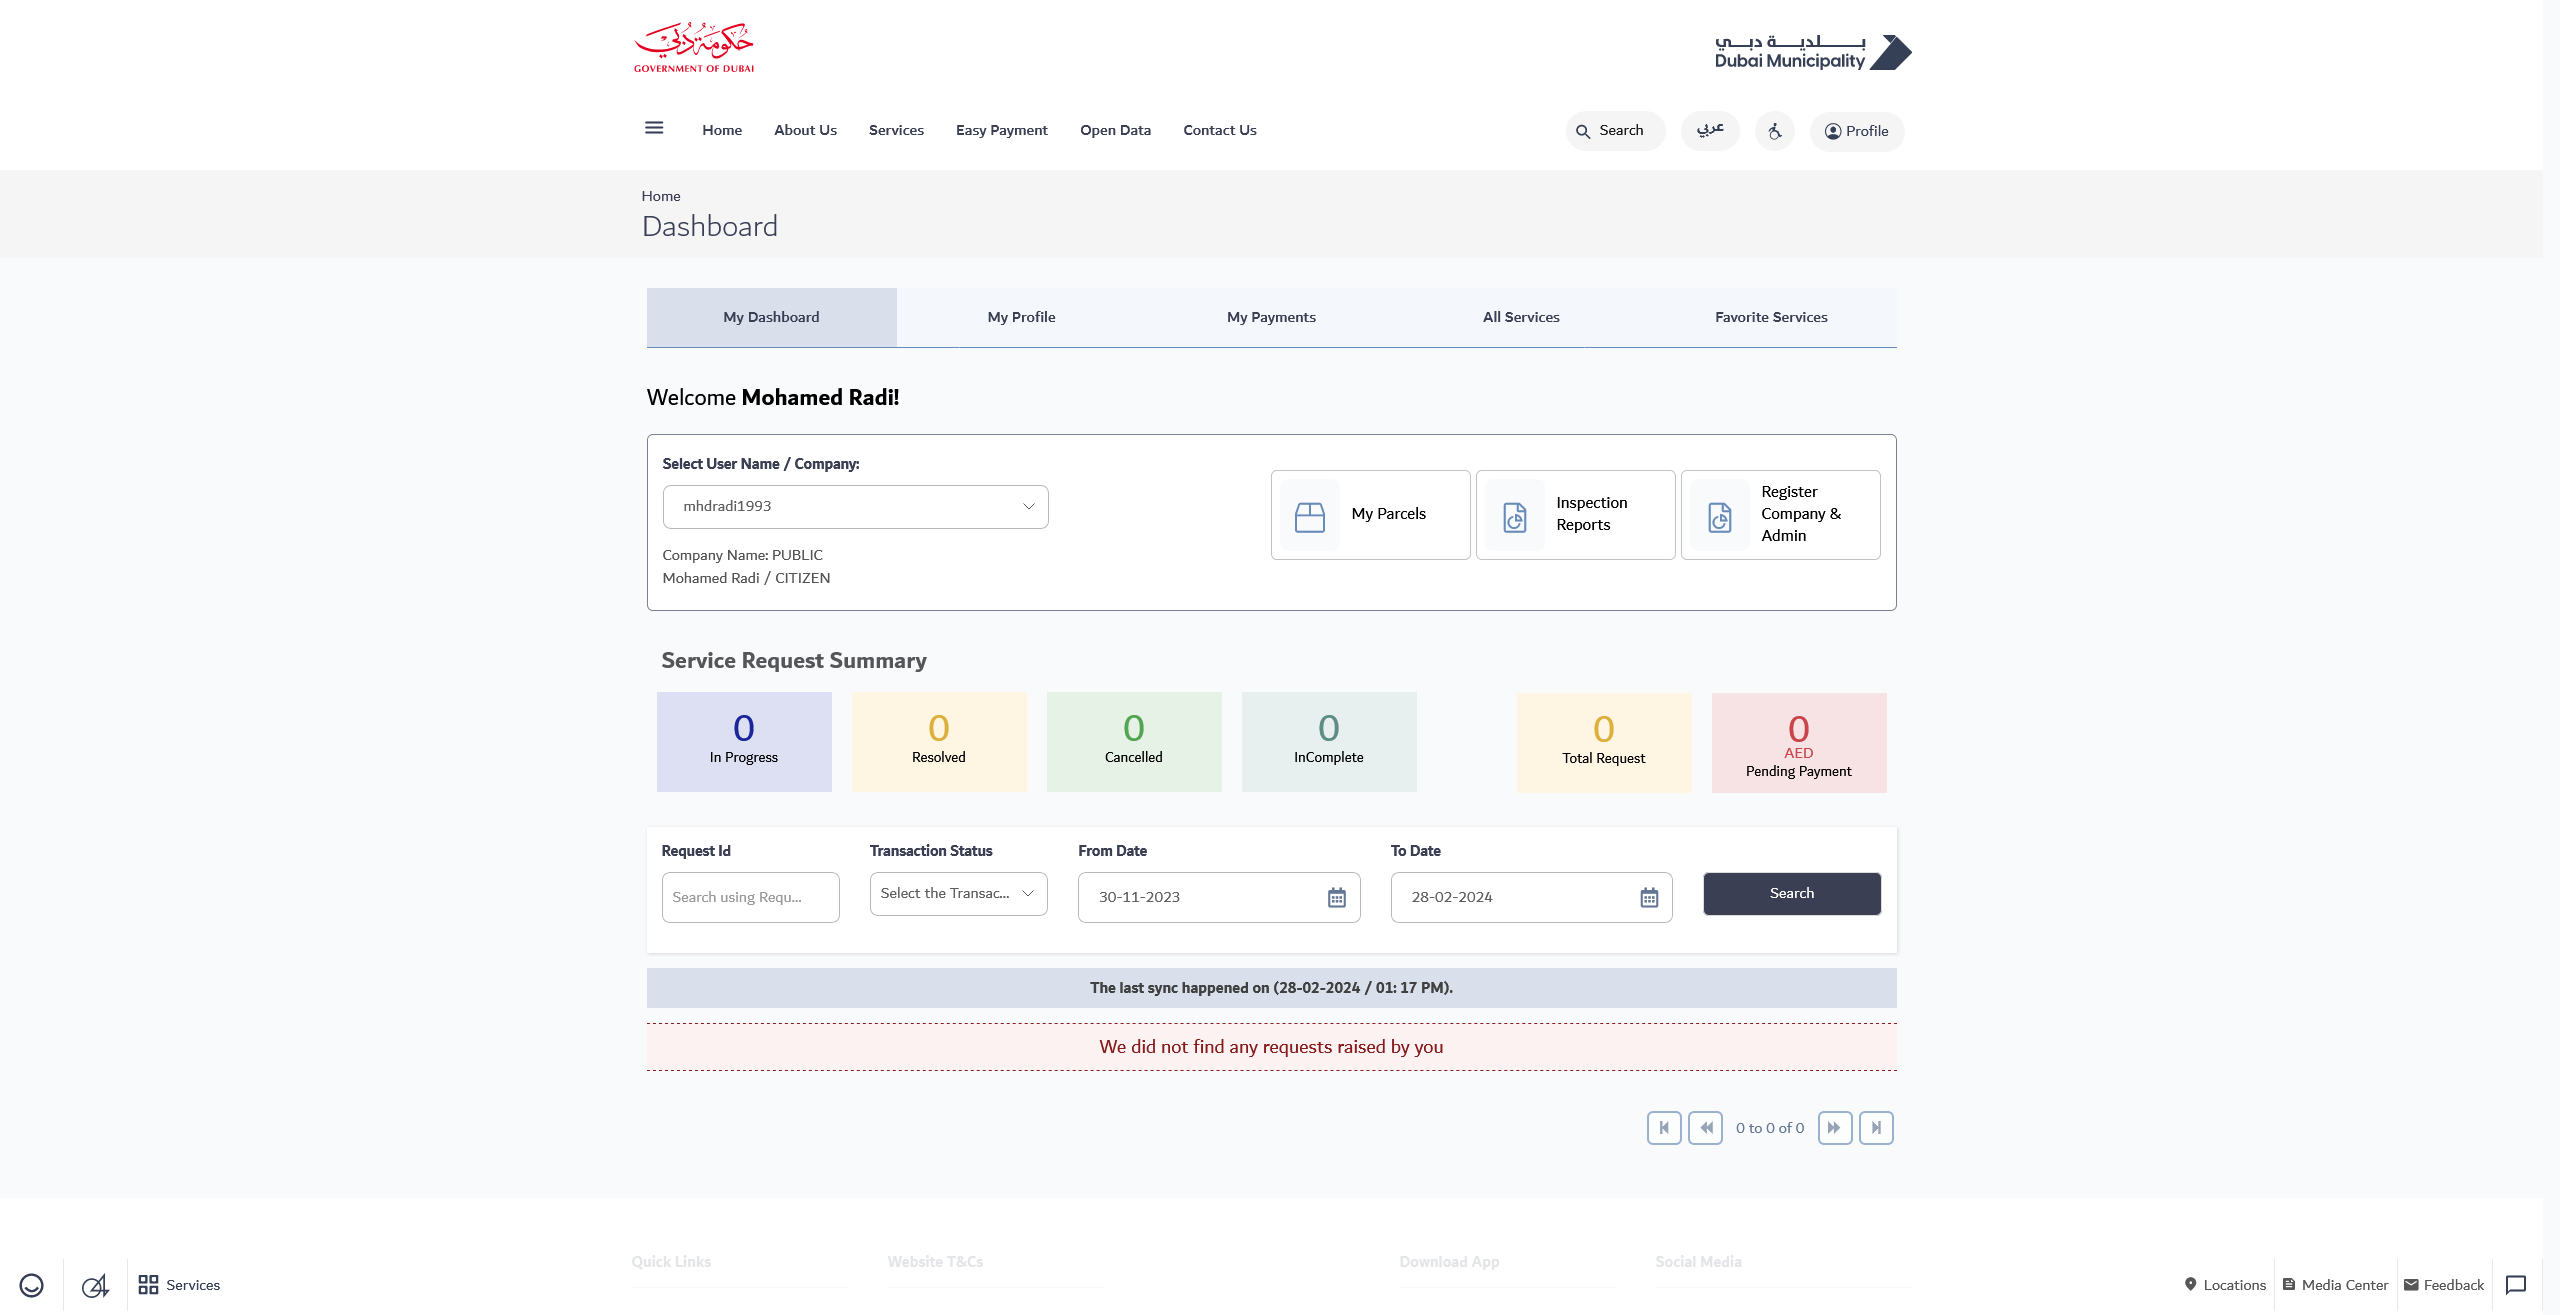 حكومة دبي
GOVERNMENT OF DUBAI
بلدية دبي
Dubai Municipality
Home About Us Services Easy Payment Open Data Contact Us
Search عربي Profile
Home
Dashboard
My Dashboard My Profile My Payments All Services Favorite Services
Welcome Mohamed Radi!
Select User Name / Company:
mhdradi1993
Company Name: PUBLIC
Mohamed Radi / CITIZEN
My Parcels
Inspection
Reports
Register
Company &
Admin
Service Request Summary
0
In Progress
0
Resolved
0
Cancelled
0
InComplete
0
Total Request
0
AED
Pending Payment
Request Id
Search using Requ...
Transaction Status
Select the Transac...
From Date
30-11-2023
To Date
28-02-2024
Search
The last sync happened on (28-02-2024 / 01: 17 PM).
We did not find any requests raised by you
0 to 0 of 0
Quick Links Website T&Cs Download App Social Media
Services
Locations Media Center Feedback